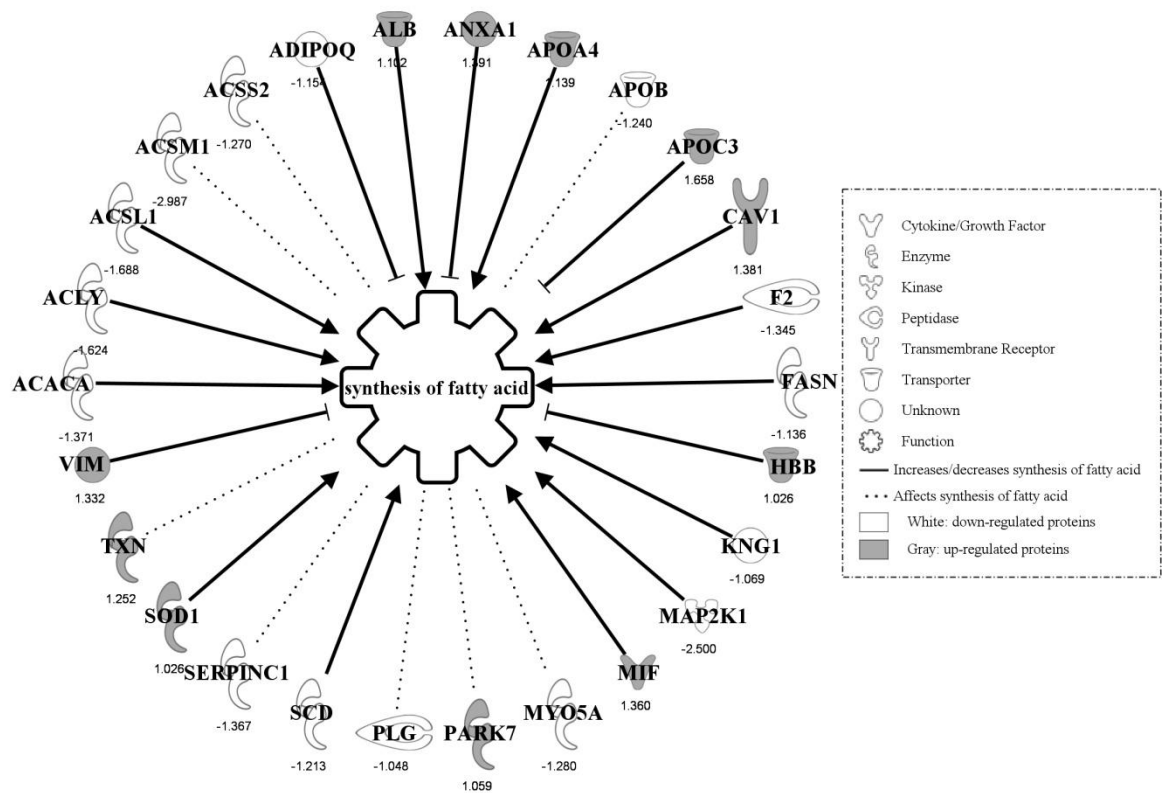 ALB
1.102
ANXA1
1.391
APOA4
1.139
APOB
-1.240
APOC3
1.658
CAV1
1.381
F2
-1.345
FASN
-1.136
HBB
1.026
KNG1
-1.069
MAP2K1
-2.500
MIF
1.360
MYO5A
-1.280
PARK7
1.059
PLG
-1.048
SCD
-1.213
SERPINC1
-1.367
SOD1
1.026
TXN
1.252
VIM
1.332
ACACA
-1.371
ACLY
-1.624
ACSL1
-1.688
ACSM1
-2.987
ACSS2
-1.270
ADIPOQ
-1.154
synthesis of fatty acid
Cytokine/Growth Factor
Enzyme
Kinase
Peptidase
Transmembrane Receptor
Transporter
Unknown
Function
Increases/decreases synthesis of fatty acid
Affects synthesis of fatty acid
White: down-regulated proteins
Gray: up-regulated proteins